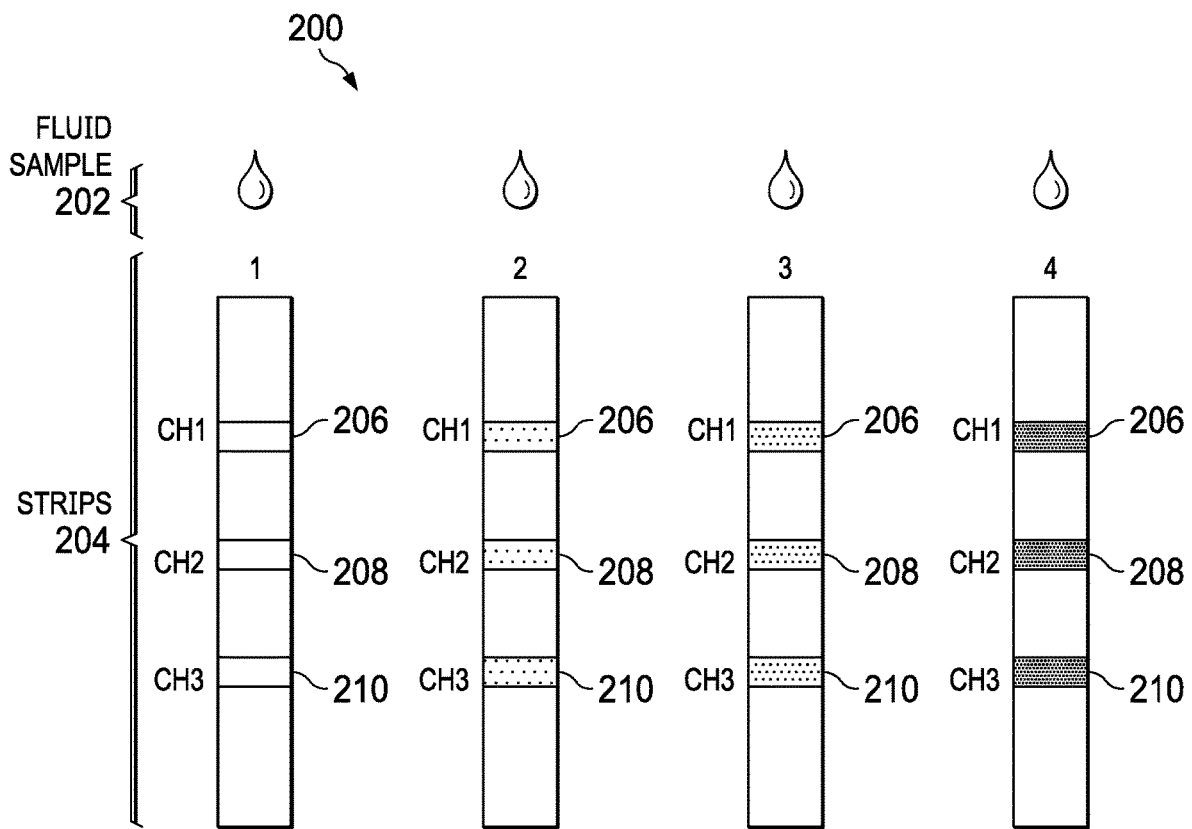 200
FLUID
SAMPLE
202
1 2 3 4
CH1 206 CH1 206 CH1 206 CH1 206
STRIPS
204
CH2 208 CH2 208 CH2 208 CH2 208
CH3 210 CH3 210 CH3 210 CH3 210